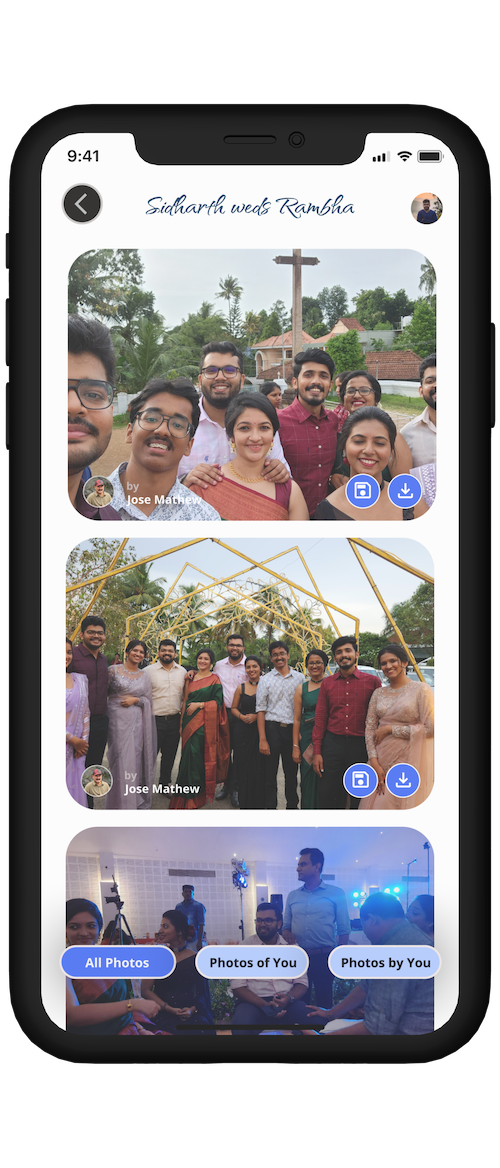 9:41
Sidharth weds Rambha
by
Jose Mathew
by
Jose Mathew
All Photos
Photos of You
Photos by You